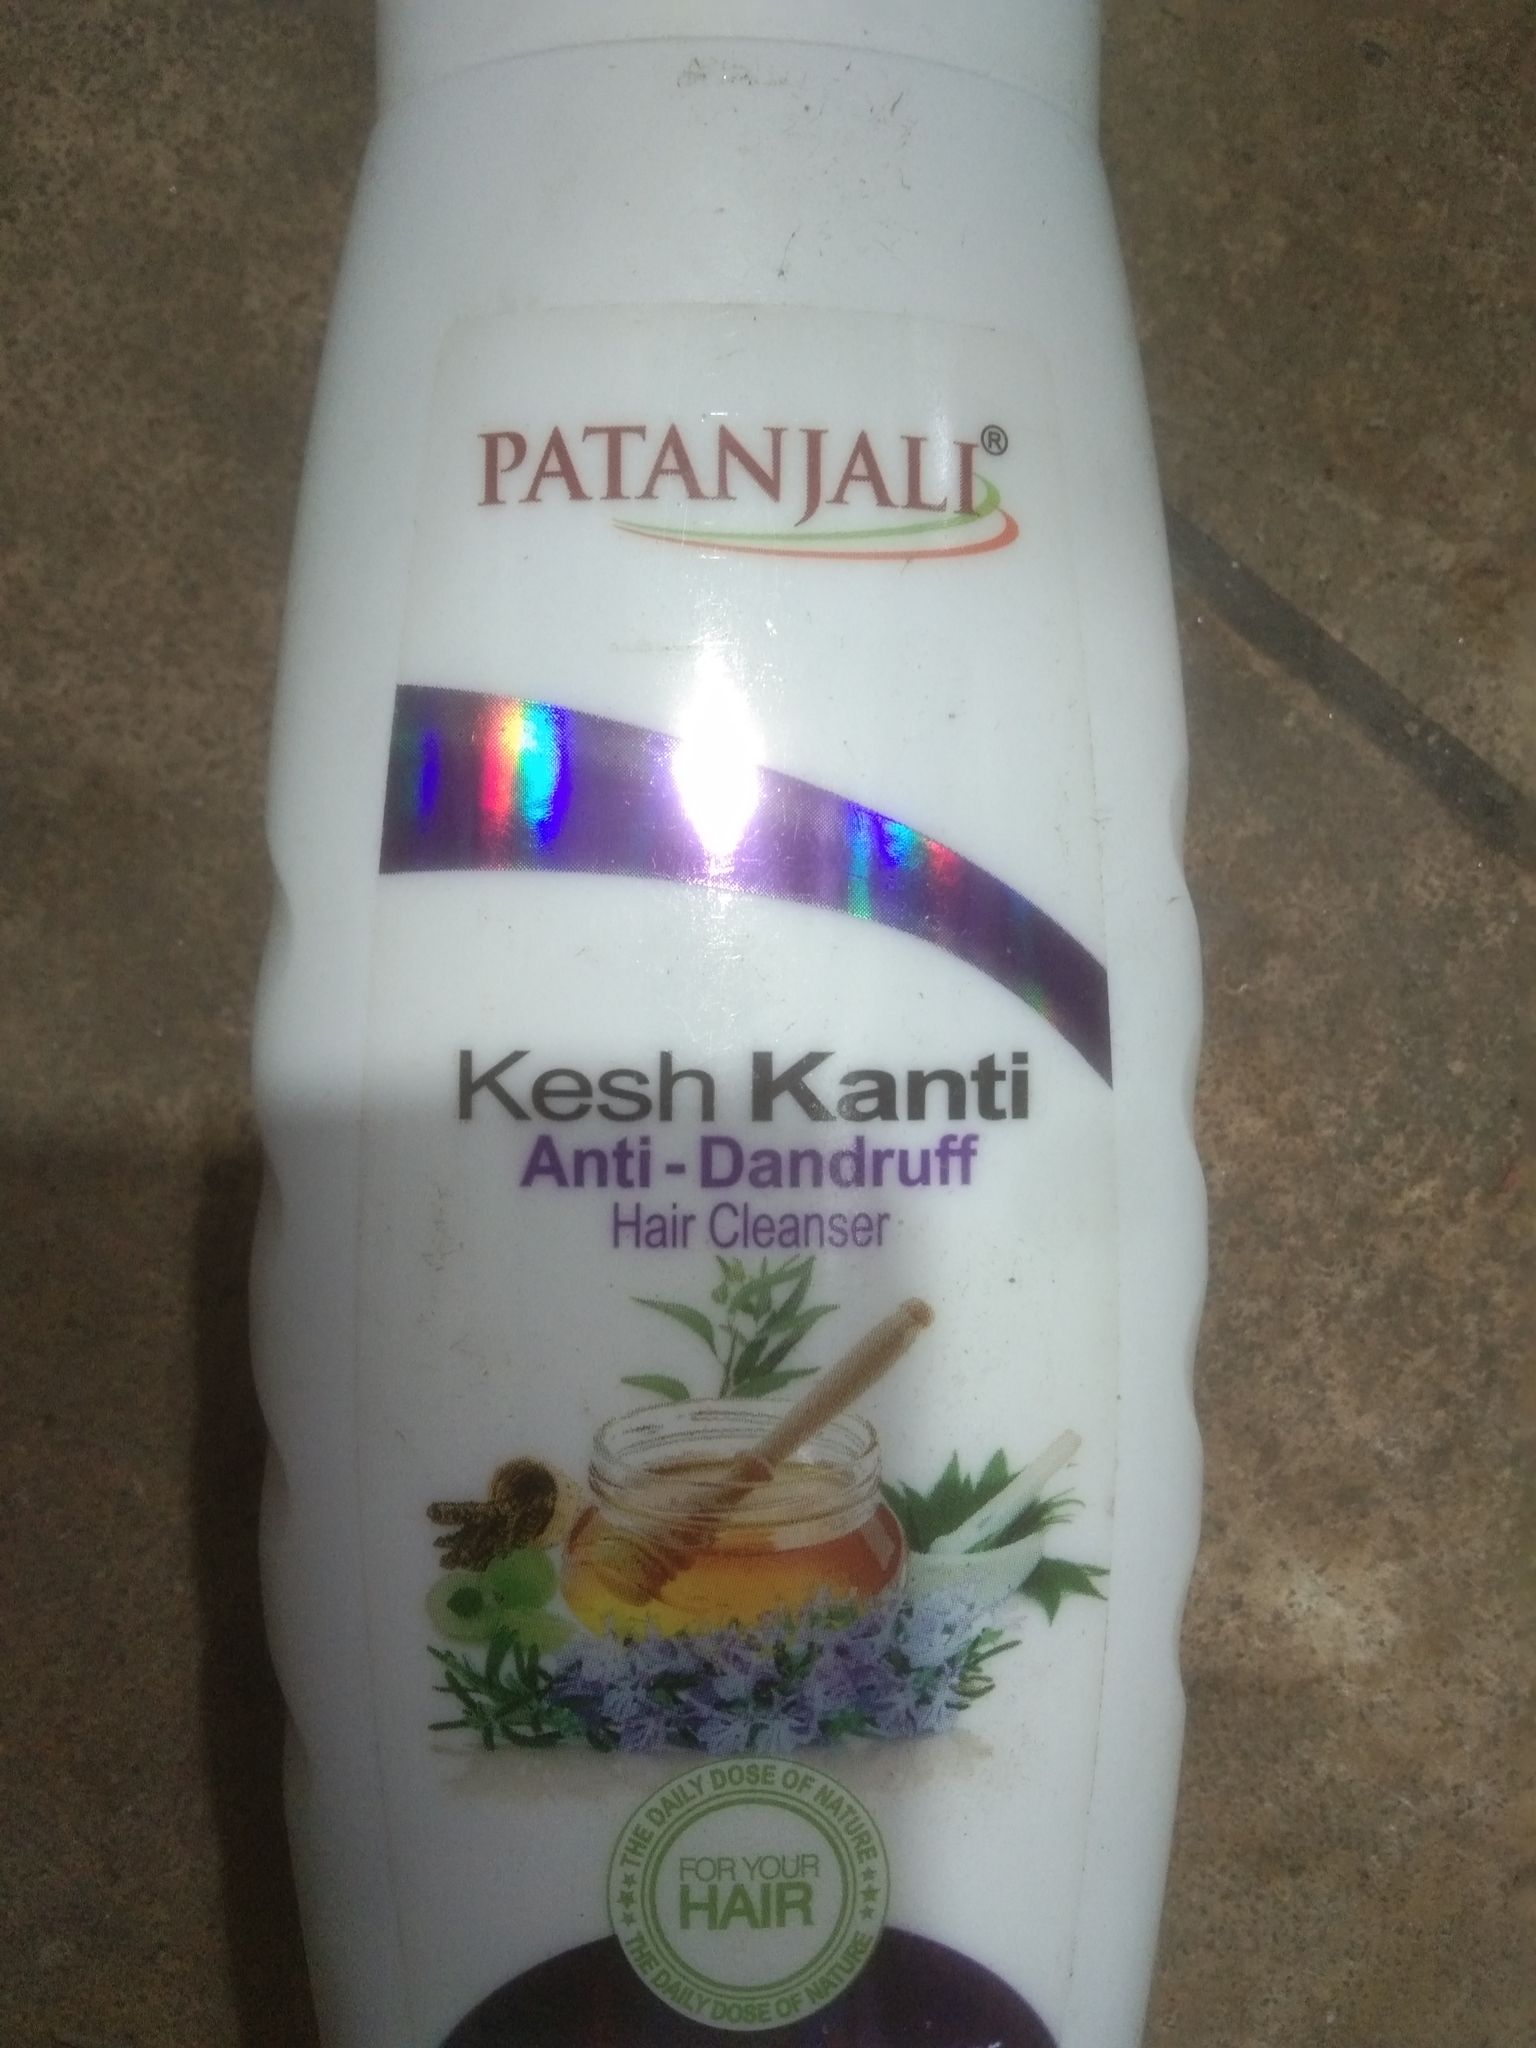 PATANJALI®
Kesh Kanti
Anti-Dandruff
Hair Cleanser
THE DAILY DOSE OF NATURE
FOR YOUR
HAIR
THE DAILY DOSE OF NATURE